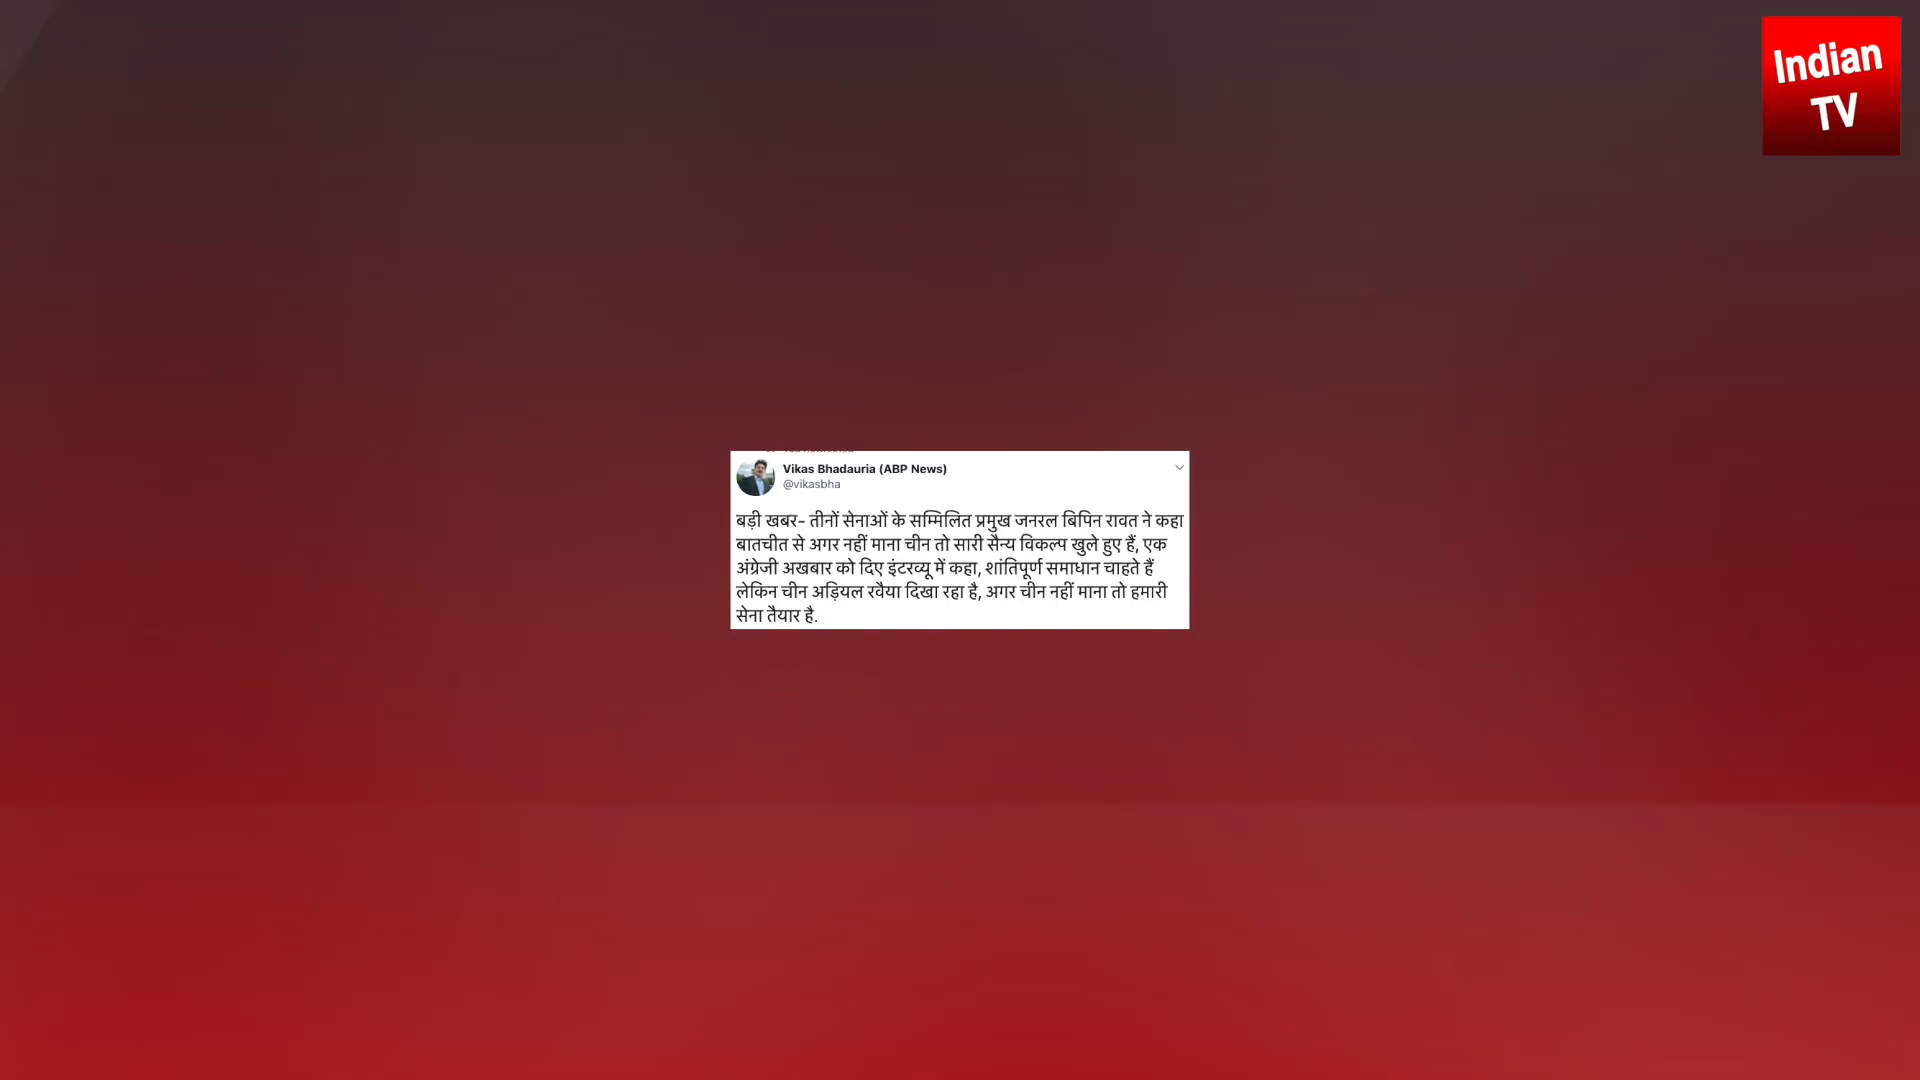 Indian
TV
Vikas Bhadauria (ABP News)
@vikasbha
बड़ी खबर- तीनों सेनाओं के सम्मिलित प्रमुख जनरल बिपिन रावत ने कहा
बातचीत से अगर नहीं माना चीन तो सारी सैन्य विकल्प खुले हुए हैं, एक
अंग्रेजी अखबार को दिए इंटरव्यू में कहा, शांतिपूर्ण समाधान चाहते हैं
लेकिन चीन अड़ियल रवैया दिखा रहा है, अगर चीन नहीं माना तो हमारी
सेना तैयार है.